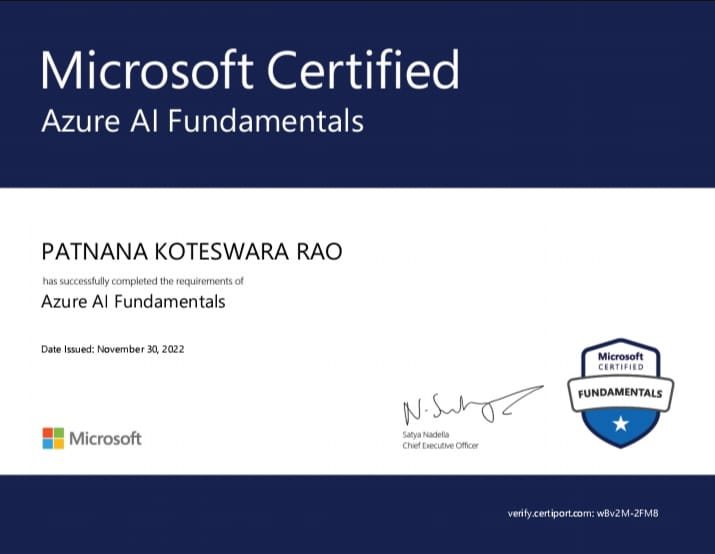 Microsoft Certified
Azure AI Fundamentals
PATNANA KOTESWARA RAO
has successfully completed the requirements of
Azure AI Fundamentals
Date Issued: November 30, 2022
Microsoft
CERTIFIED
FUNDAMENTALS
Satya Nadella
Chief Executive Officer
Microsoft
verify.certiport.com: wBv2M-2FM8